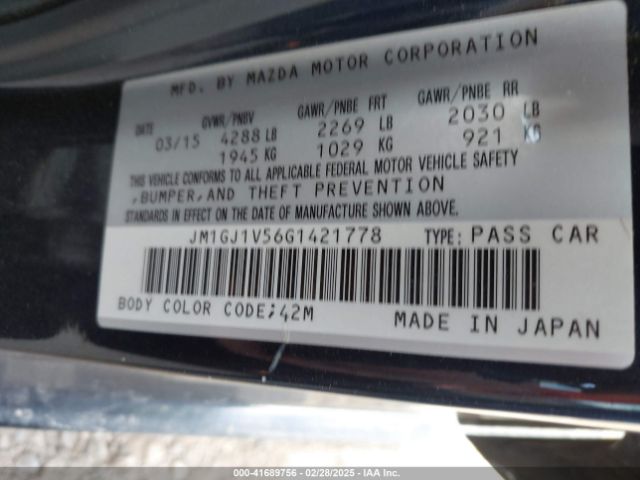 MFD. BY MAZDA MOTOR CORPORATION
DATE GVWR/PNBV GAWR/PNBE FRT GAWR/PNBE RR
03/15 4288 LB 2269 LB 2030 LB
1945 KG 1029 KG 921 KG
THIS VEHICLE CONFORMS TO ALL APPLICABLE FEDERAL MOTOR VEHICLE SAFETY
,BUMPER,AND THEFT PREVENTION
STANDARDS IN EFFECT ON THE DATE OF MANUFACTURE SHOWN ABOVE.
JM1GJ1V56G1421778 TYPE: PASS CAR
BODY COLOR CODE;42M MADE IN JAPAN
000-41689756 | 02/28/2025 | IAA Inc.